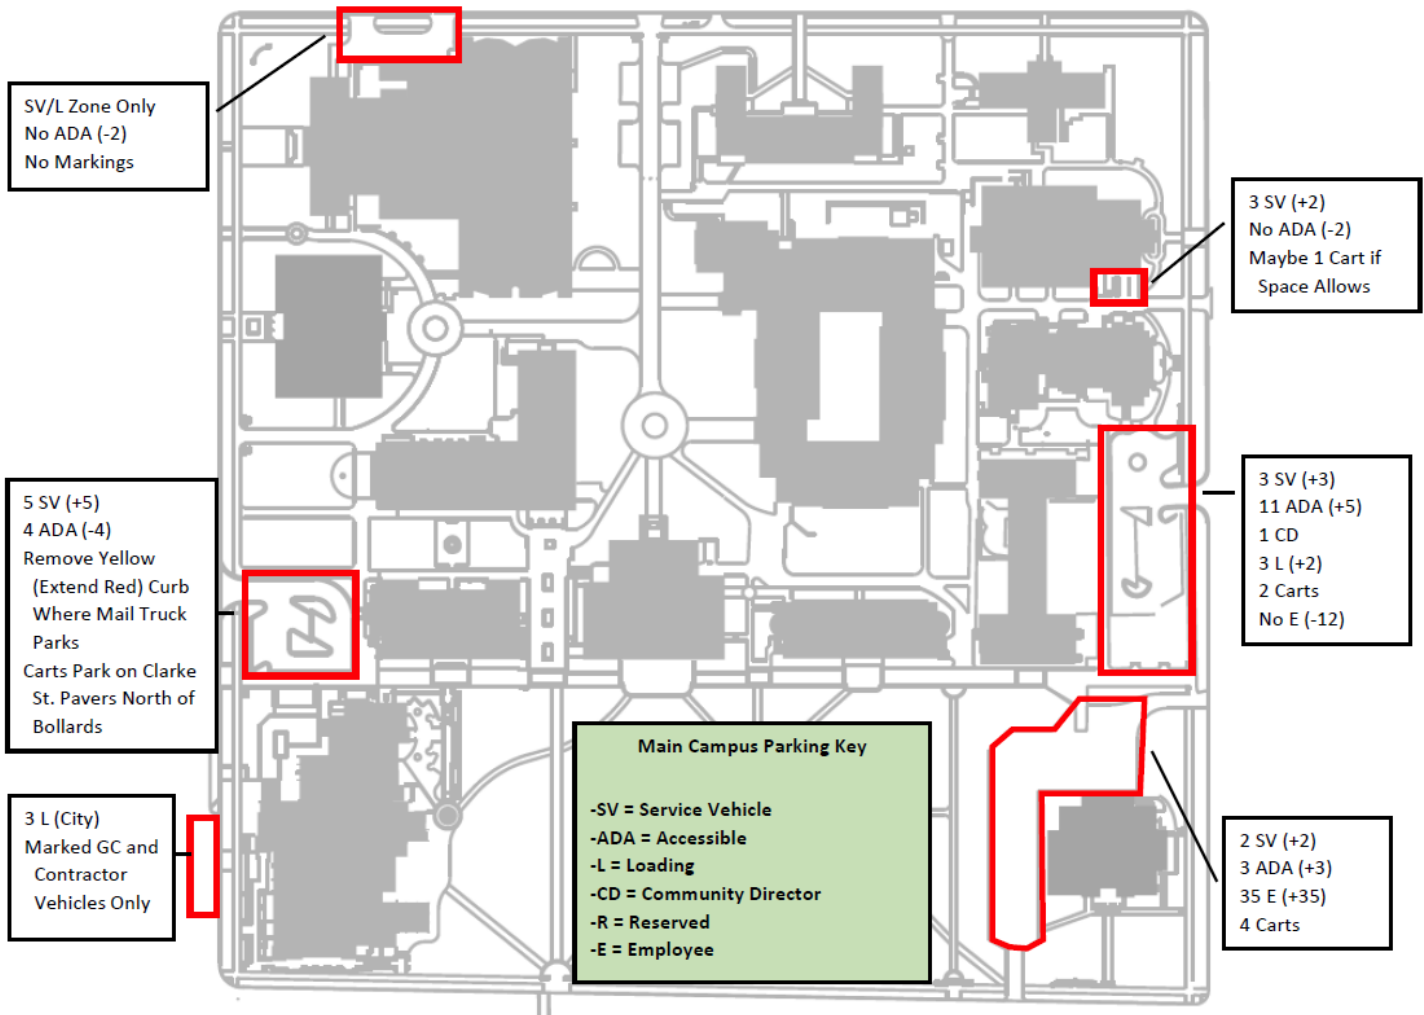 SV/L Zone Only
No ADA (-2)
No Markings
3 SV (+2)
No ADA (-2)
Maybe 1 Cart if
Space Allows
5 SV (+5)
4 ADA (-4)
Remove Yellow
(Extend Red) Curb
Where Mail Truck
Parks
Carts Park on Clarke
St. Pavers North of
Bollards
3 SV (+3)
11 ADA (+5)
1 CD
3 L (+2)
2 Carts
No E (-12)
3 L (City)
Marked GC and
Contractor
Vehicles Only
Main Campus Parking Key
-SV = Service Vehicle
-ADA = Accessible
-L = Loading
-CD = Community Director
-R = Reserved
-E = Employee
2 SV (+2)
3 ADA (+3)
35 E (+35)
4 Carts